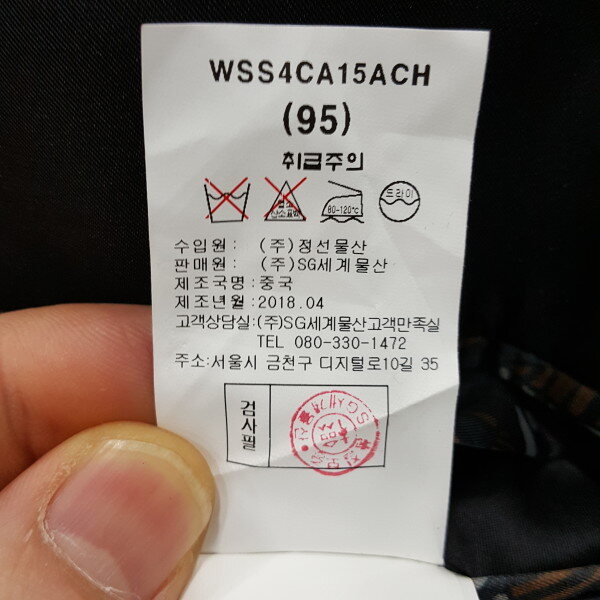 WSS4CA15ACH
(95)
취급주의
80-120℃
드라이
수입원 : (주)정선물산
판매원 : (주)SG세계물산
제조국명 : 중국
제조년월 : 2018.04
고객상담실:(주)SG세계물산고객만족실
TEL 080-330-1472
주소:서울시 금천구 디지털로10길 35
검사필